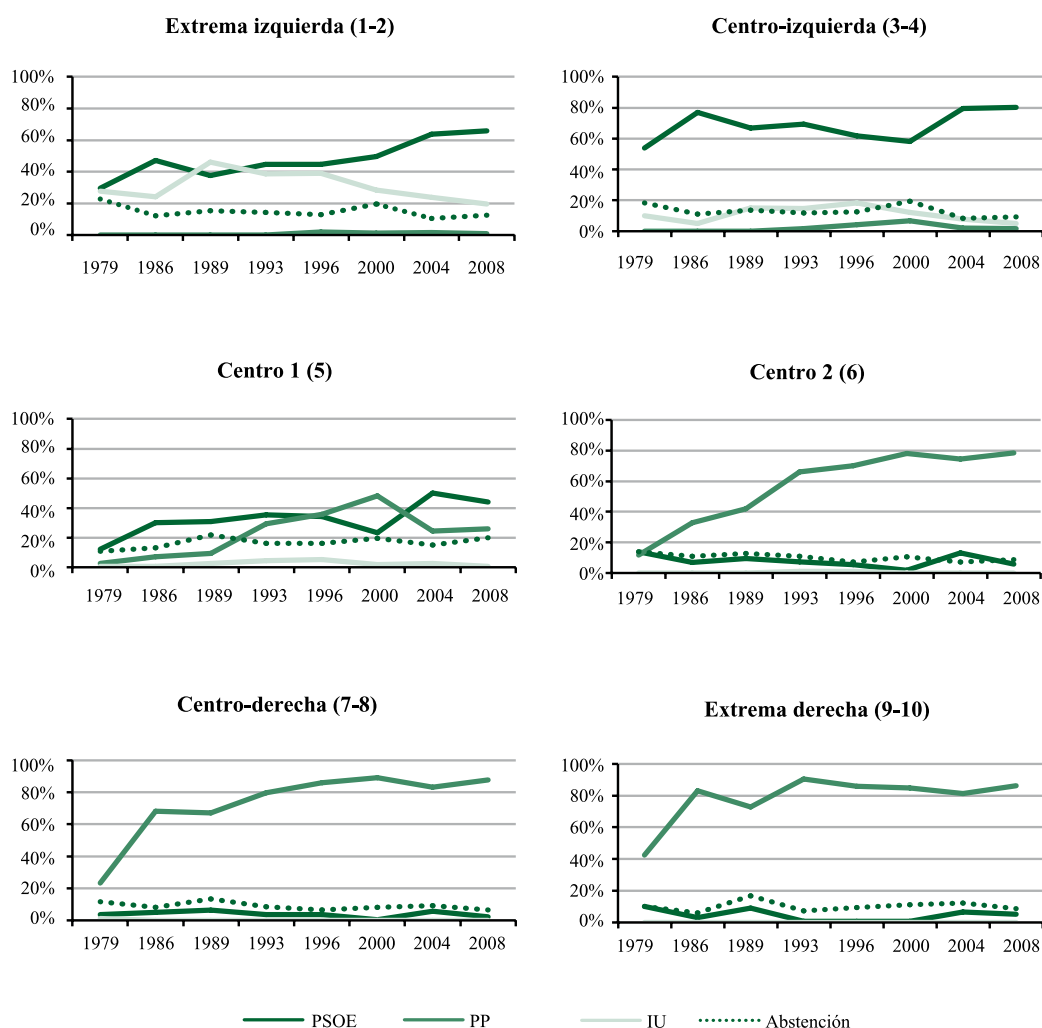 Extrema izquierda (1-2)
100%
80%
60%
40%
20%
0%
1979 1986 1989 1993 1996 2000 2004 2008
Centro-izquierda (3-4)
100%
80%
60%
40%
20%
0%
1979 1986 1989 1993 1996 2000 2004 2008
Centro 1 (5)
100%
80%
60%
40%
20%
0%
1979 1986 1989 1993 1996 2000 2004 2008
Centro 2 (6)
100%
80%
60%
40%
20%
0%
1979 1986 1989 1993 1996 2000 2004 2008
Centro-derecha (7-8)
100%
80%
60%
40%
20%
0%
1979 1986 1989 1993 1996 2000 2004 2008
Extrema derecha (9-10)
100%
80%
60%
40%
20%
0%
1979 1986 1989 1993 1996 2000 2004 2008
PSOE PP IU Abstención